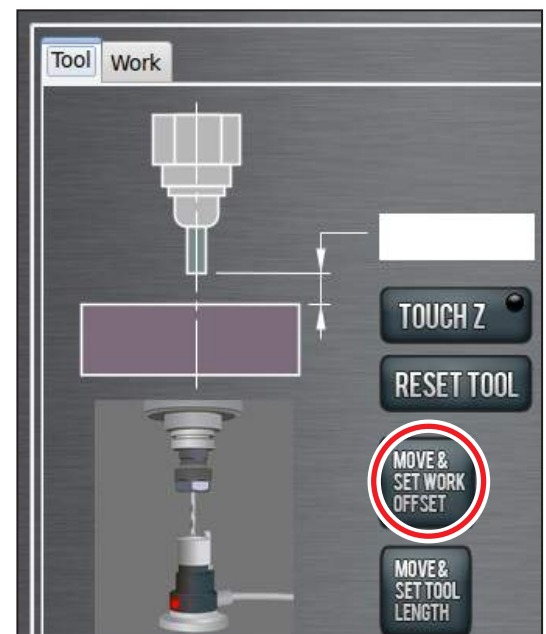 Tool Work
TOUCH Z
RESET TOOL
MOVE &
SET WORK
OFFSET
MOVE &
SET TOOL
LENGTH